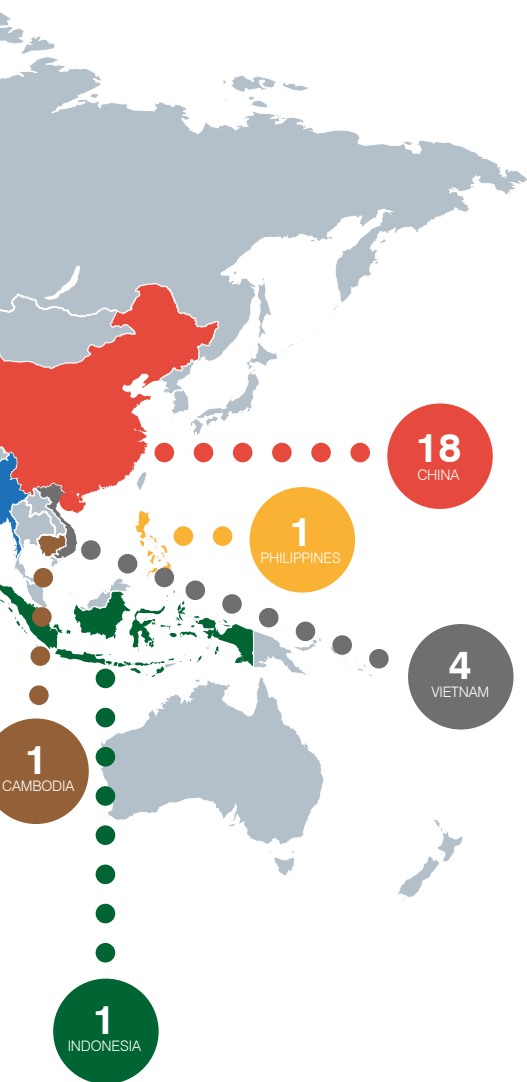 18
CHINA
1
PHILIPPINES
4
VIETNAM
1
CAMBODIA
1
INDONESIA